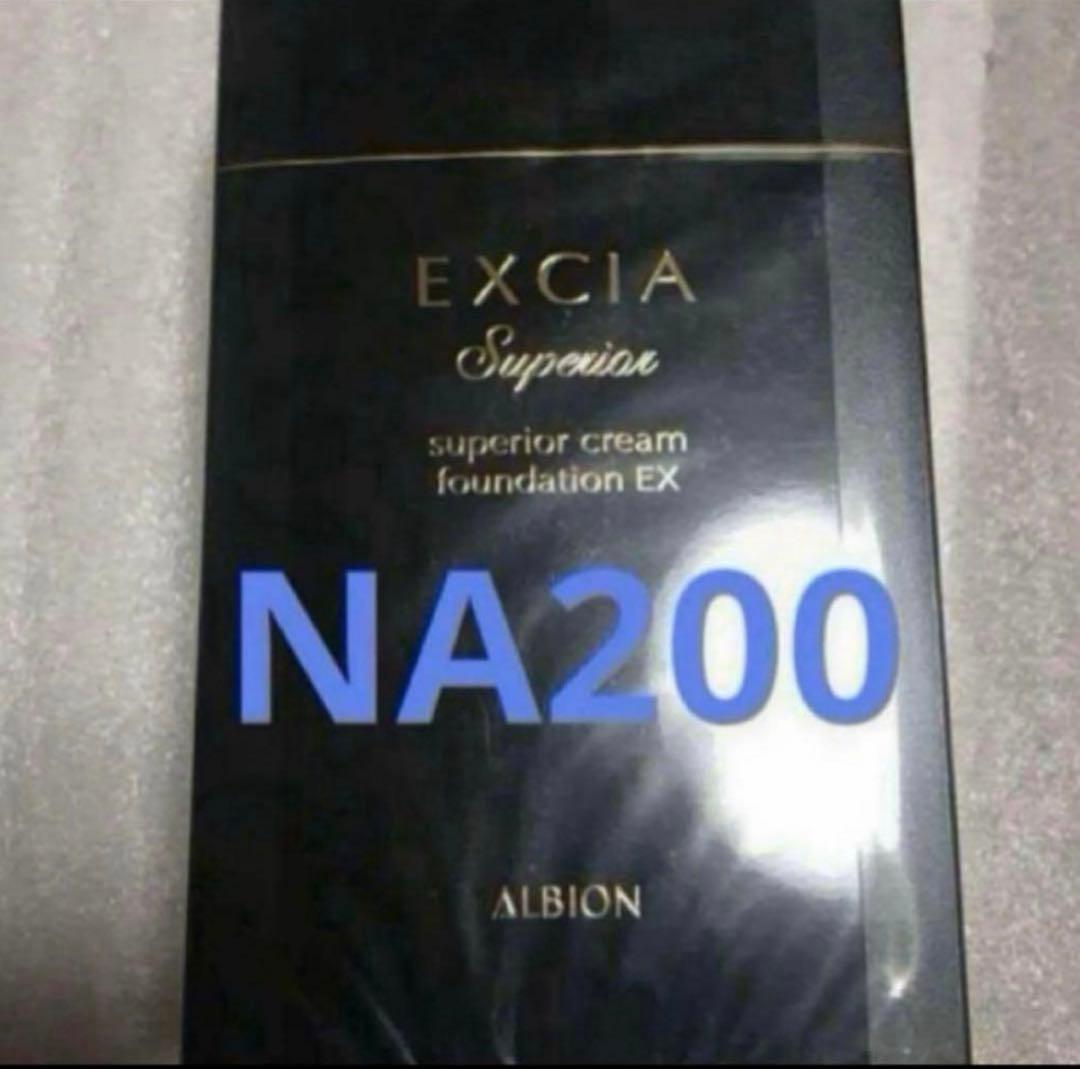 EXCIA
Superior
superior cream
foundation EX
NA200
ALBION